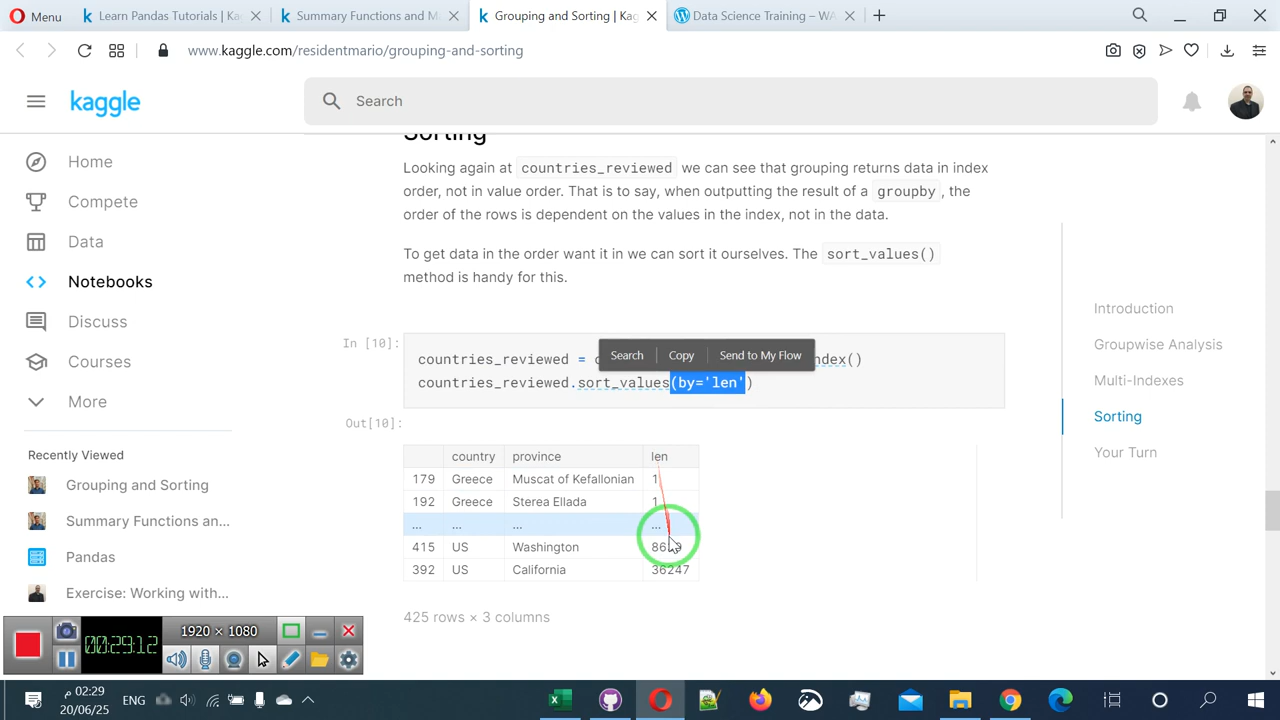 Menu
Learn Pandas Tutorials | Ka
Summary Functions and M
Grouping and Sorting | Kag
Data Science Training – WA
www.kaggle.com/residentmario/grouping-and-sorting
kaggle
Search
Home
Compete
Data
Notebooks
Discuss
Courses
More
Recently Viewed
Grouping and Sorting
Summary Functions an...
Pandas
Exercise: Working with...
Sorting
Looking again at countries_reviewed we can see that grouping returns data in index
order, not in value order. That is to say, when outputting the result of a groupby, the
order of the rows is dependent on the values in the index, not in the data.
To get data in the order want it in we can sort it ourselves. The sort_values()
method is handy for this.
In [10]:
Search Copy Send to My Flow
countries_reviewed = c ndex()
countries_reviewed.sort_values(by='len')
Out[10]:
country province len
179 Greece Muscat of Kefallonian 1
192 Greece Sterea Ellada 1
... ... ... ...
415 US Washington
392 US California 36247
425 rows × 3 columns
Introduction
Groupwise Analysis
Multi-Indexes
Sorting
Your Turn
1920 × 1080
00:29:12
ENG
02:29 م
20/06/25